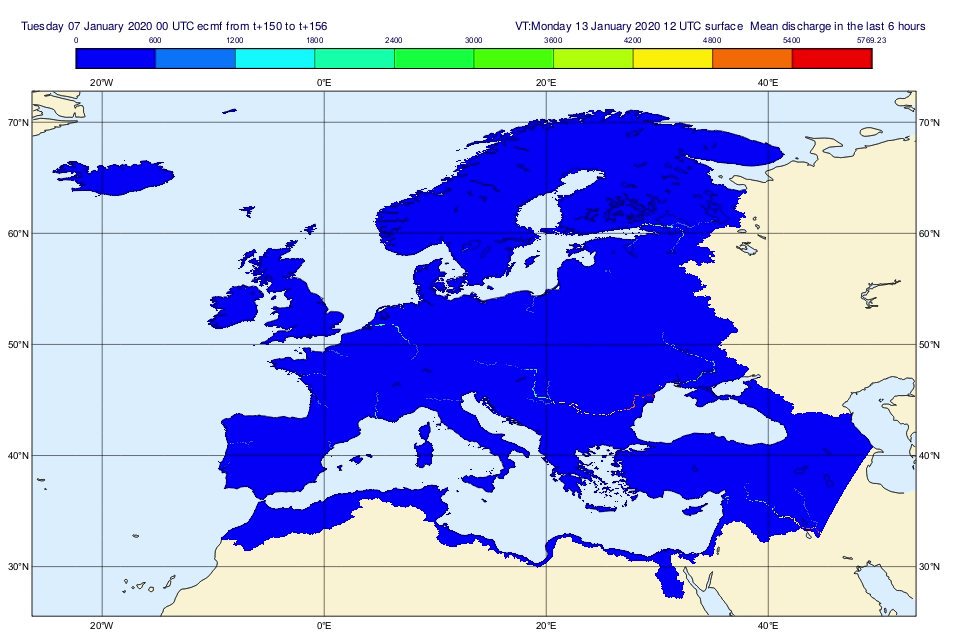 Tuesday 07 January 2020 00 UTC ecmf from t+150 to t+156 VT:Monday 13 January 2020 12 UTC surface Mean discharge in the last 6 hours
0 600 1200 1800 2400 3000 3600 4200 4800 5400 5769.23
20°W 0°E 20°E 40°E
70°N 70°N
60°N 60°N
50°N 50°N
40°N 40°N
30°N 30°N
20°W 0°E 20°E 40°E